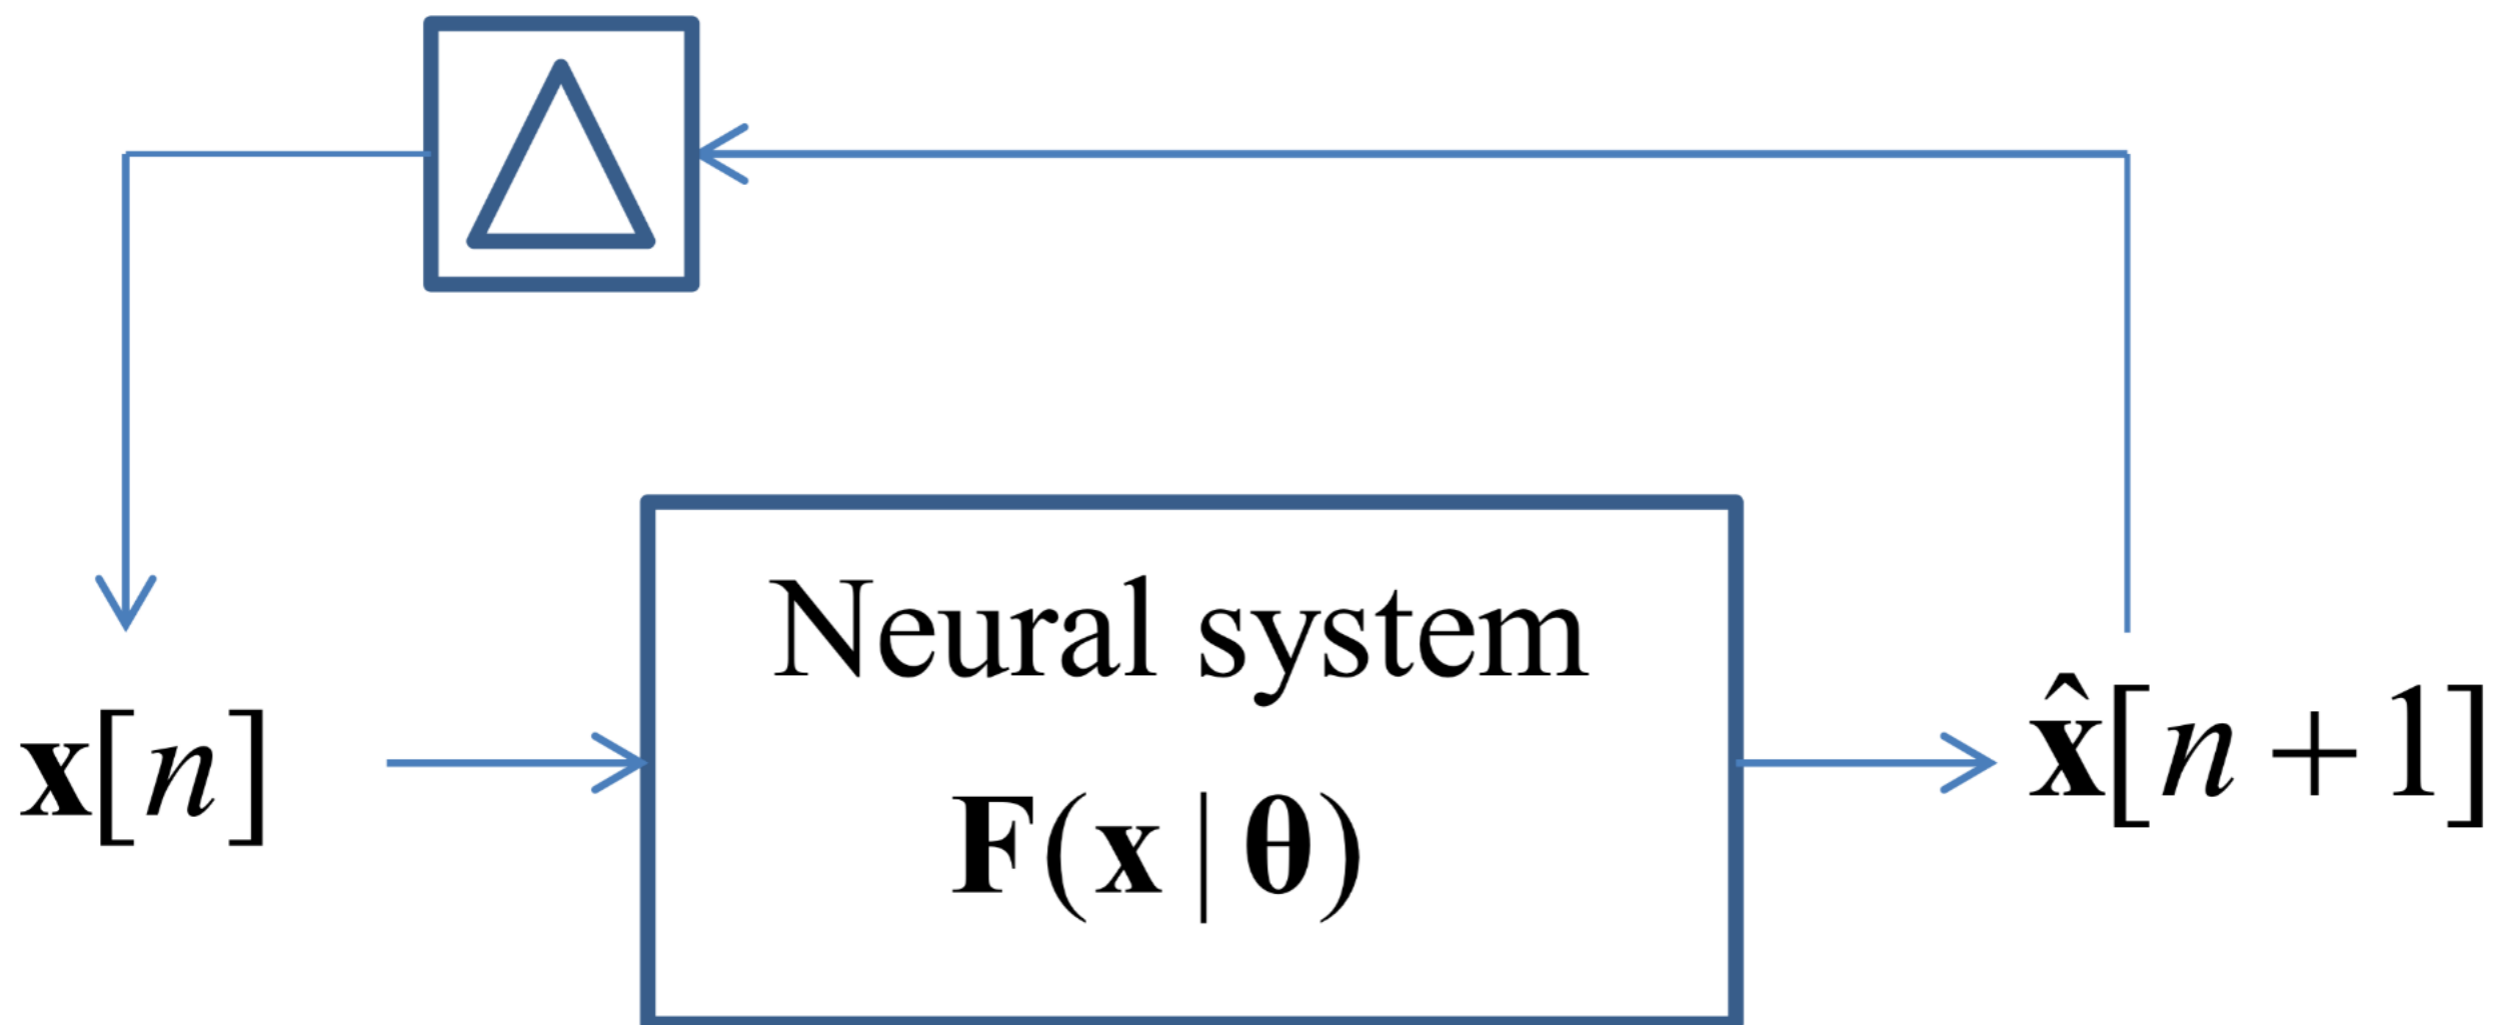 Neural system
x[n]
x̂[n + 1]
F(x | θ)